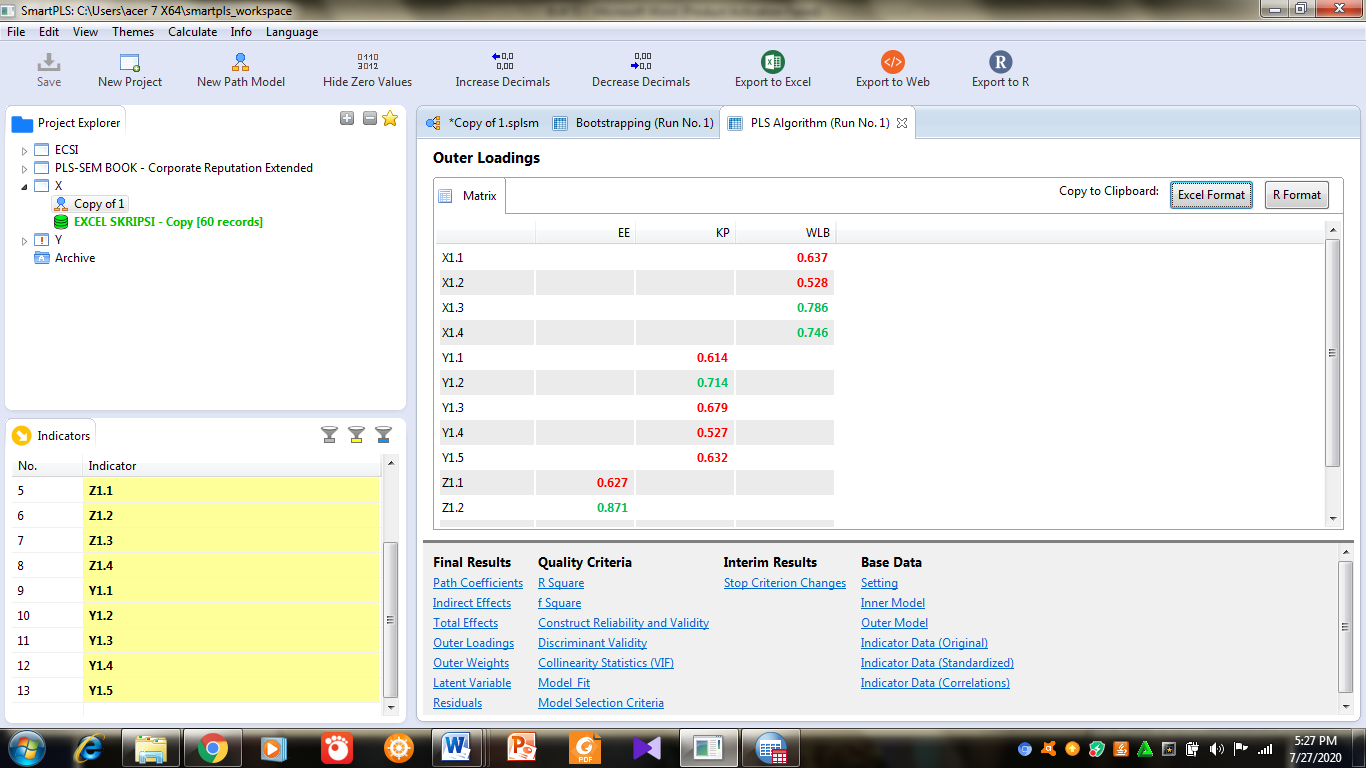 SmartPLS: C:\Users\acer 7 X64\smartpls_workspace
File Edit View Themes Calculate Info Language
Save New Project New Path Model Hide Zero Values Increase Decimals Decrease Decimals Export to Excel Export to Web Export to R
Project Explorer
ECSI
PLS-SEM BOOK - Corporate Reputation Extended
X
Copy of 1
EXCEL SKRIPSI - Copy [60 records]
Y
Archive
Indicators
No. Indicator
5 Z1.1
6 Z1.2
7 Z1.3
8 Z1.4
9 Y1.1
10 Y1.2
11 Y1.3
12 Y1.4
13 Y1.5
*Copy of 1.splsm Bootstrapping (Run No. 1) PLS Algorithm (Run No. 1)
Outer Loadings
Matrix Copy to Clipboard: Excel Format R Format
EE KP WLB
X1.1 0.637
X1.2 0.528
X1.3 0.786
X1.4 0.746
Y1.1 0.614
Y1.2 0.714
Y1.3 0.679
Y1.4 0.527
Y1.5 0.632
Z1.1 0.627
Z1.2 0.871
Final Results Quality Criteria Interim Results Base Data
Path Coefficients R Square Stop Criterion Changes Setting
Indirect Effects f Square Inner Model
Total Effects Construct Reliability and Validity Outer Model
Outer Loadings Discriminant Validity Indicator Data (Original)
Outer Weights Collinearity Statistics (VIF) Indicator Data (Standardized)
Latent Variable Model_Fit Indicator Data (Correlations)
Residuals Model Selection Criteria
5:27 PM
7/27/2020